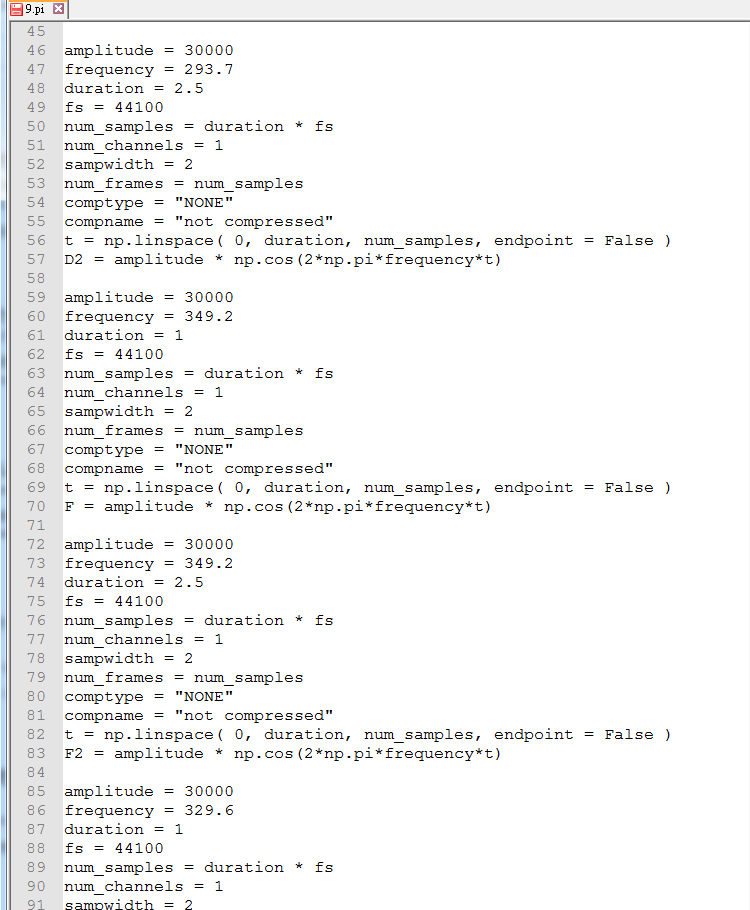 9.pi
45
46 amplitude = 30000
47 frequency = 293.7
48 duration = 2.5
49 fs = 44100
50 num_samples = duration * fs
51 num_channels = 1
52 sampwidth = 2
53 num_frames = num_samples
54 comptype = "NONE"
55 compname = "not compressed"
56 t = np.linspace( 0, duration, num_samples, endpoint = False )
57 D2 = amplitude * np.cos(2*np.pi*frequency*t)
58
59 amplitude = 30000
60 frequency = 349.2
61 duration = 1
62 fs = 44100
63 num_samples = duration * fs
64 num_channels = 1
65 sampwidth = 2
66 num_frames = num_samples
67 comptype = "NONE"
68 compname = "not compressed"
69 t = np.linspace( 0, duration, num_samples, endpoint = False )
70 F = amplitude * np.cos(2*np.pi*frequency*t)
71
72 amplitude = 30000
73 frequency = 349.2
74 duration = 2.5
75 fs = 44100
76 num_samples = duration * fs
77 num_channels = 1
78 sampwidth = 2
79 num_frames = num_samples
80 comptype = "NONE"
81 compname = "not compressed"
82 t = np.linspace( 0, duration, num_samples, endpoint = False )
83 F2 = amplitude * np.cos(2*np.pi*frequency*t)
84
85 amplitude = 30000
86 frequency = 329.6
87 duration = 1
88 fs = 44100
89 num_samples = duration * fs
90 num_channels = 1
91 sampwidth = 2